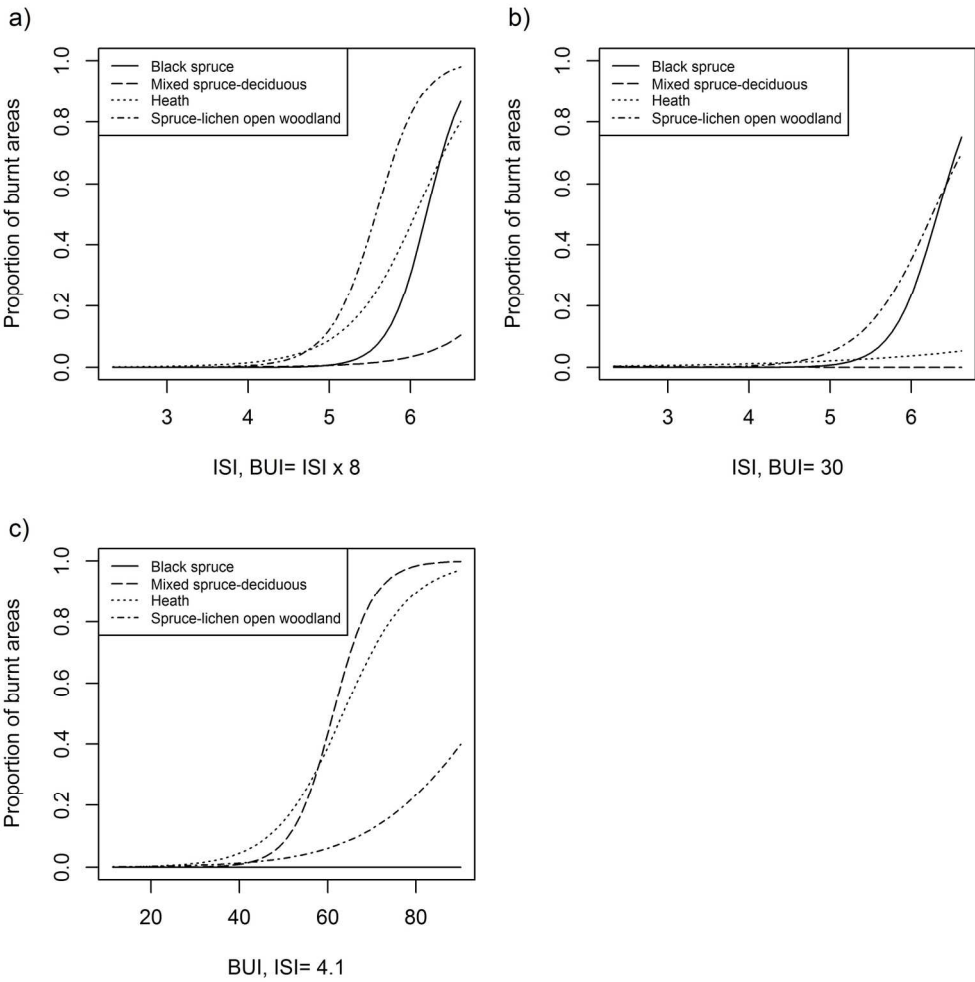 a)
Black spruce
Mixed spruce-deciduous
Heath
Spruce-lichen open woodland
Proportion of burnt areas
0.0 0.2 0.4 0.6 0.8 1.0
3 4 5 6
ISI, BUI= ISI x 8
b)
Black spruce
Mixed spruce-deciduous
Heath
Spruce-lichen open woodland
Proportion of burnt areas
0.0 0.2 0.4 0.6 0.8 1.0
3 4 5 6
ISI, BUI= 30
c)
Black spruce
Mixed spruce-deciduous
Heath
Spruce-lichen open woodland
Proportion of burnt areas
0.0 0.2 0.4 0.6 0.8 1.0
20 40 60 80
BUI, ISI= 4.1